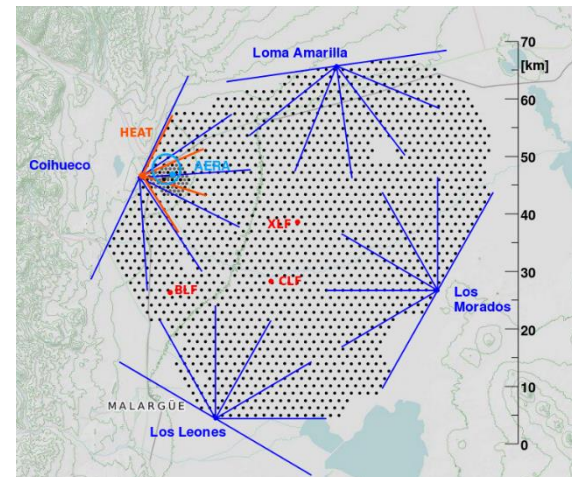 70
[km]
Loma Amarilla
60
HEAT
Coihueco
AERA
50
40
XLF
30
BLF
CLF
Los
Morados
20
10
MALARGÜE
Los Leones
0